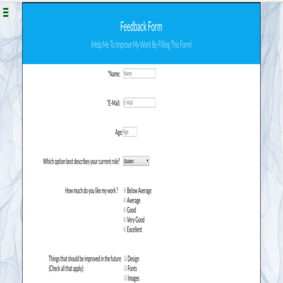 Feedback Form
(Help Me To Improve My Work By Filling This Form)
*Name: Name
*E-Mail: E-Mail
Age: Age
Which option best describes your current role? Student
How much do you like my work ? Below Average
Average
Good
Very Good
Excellent
Things that should be improved in the future Design
(Check all that apply): Fonts
Images